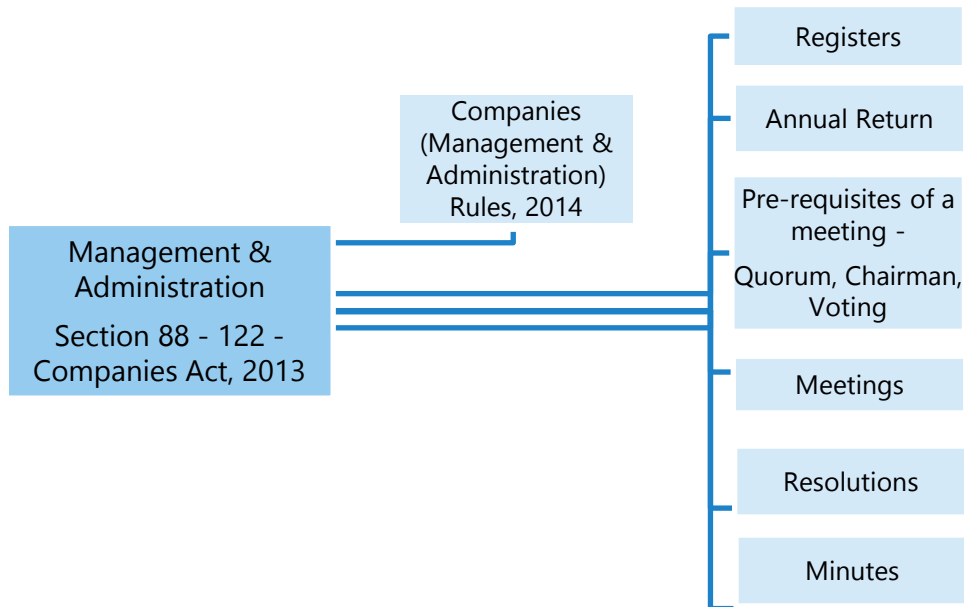 Management &
Administration
Section 88 - 122 -
Companies Act, 2013
Companies
(Management &
Administration)
Rules, 2014
Registers
Annual Return
Pre-requisites of a
meeting -
Quorum, Chairman,
Voting
Meetings
Resolutions
Minutes